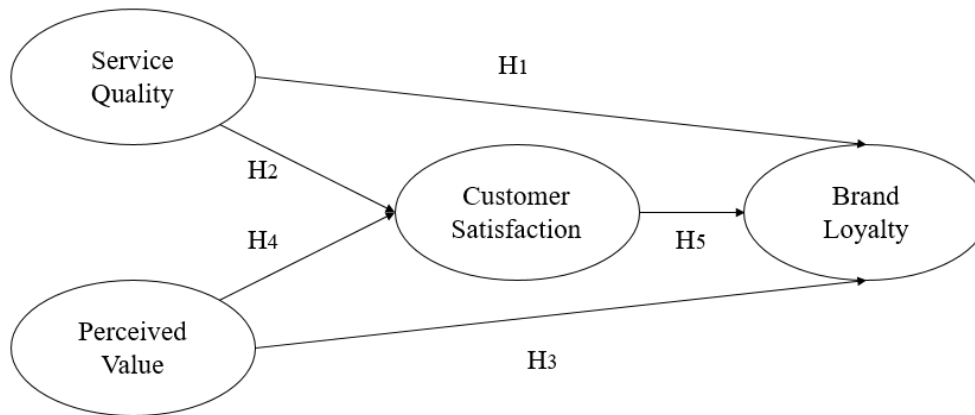 Service
Quality
H1
H2
Customer
Satisfaction
Brand
Loyalty
H4
H5
Perceived
Value
H3